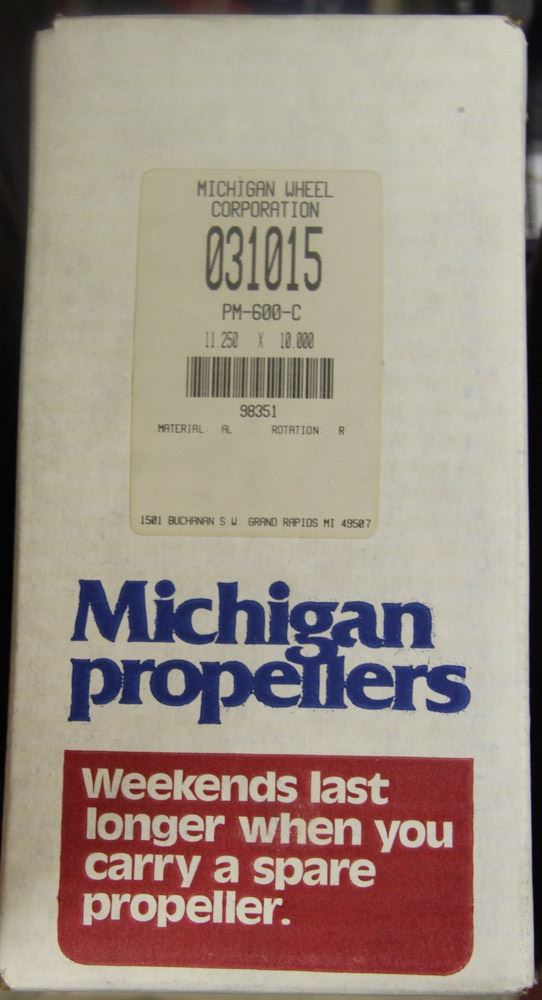 MICHIGAN WHEEL
CORPORATION
031015
PM-600-C
11.250 X 10.000
98351
MATERIAL AL ROTATION R
1501 BUCHANAN S W GRAND RAPIDS MI 49507
Michigan
propellers
Weekends last
longer when you
carry a spare
propeller.